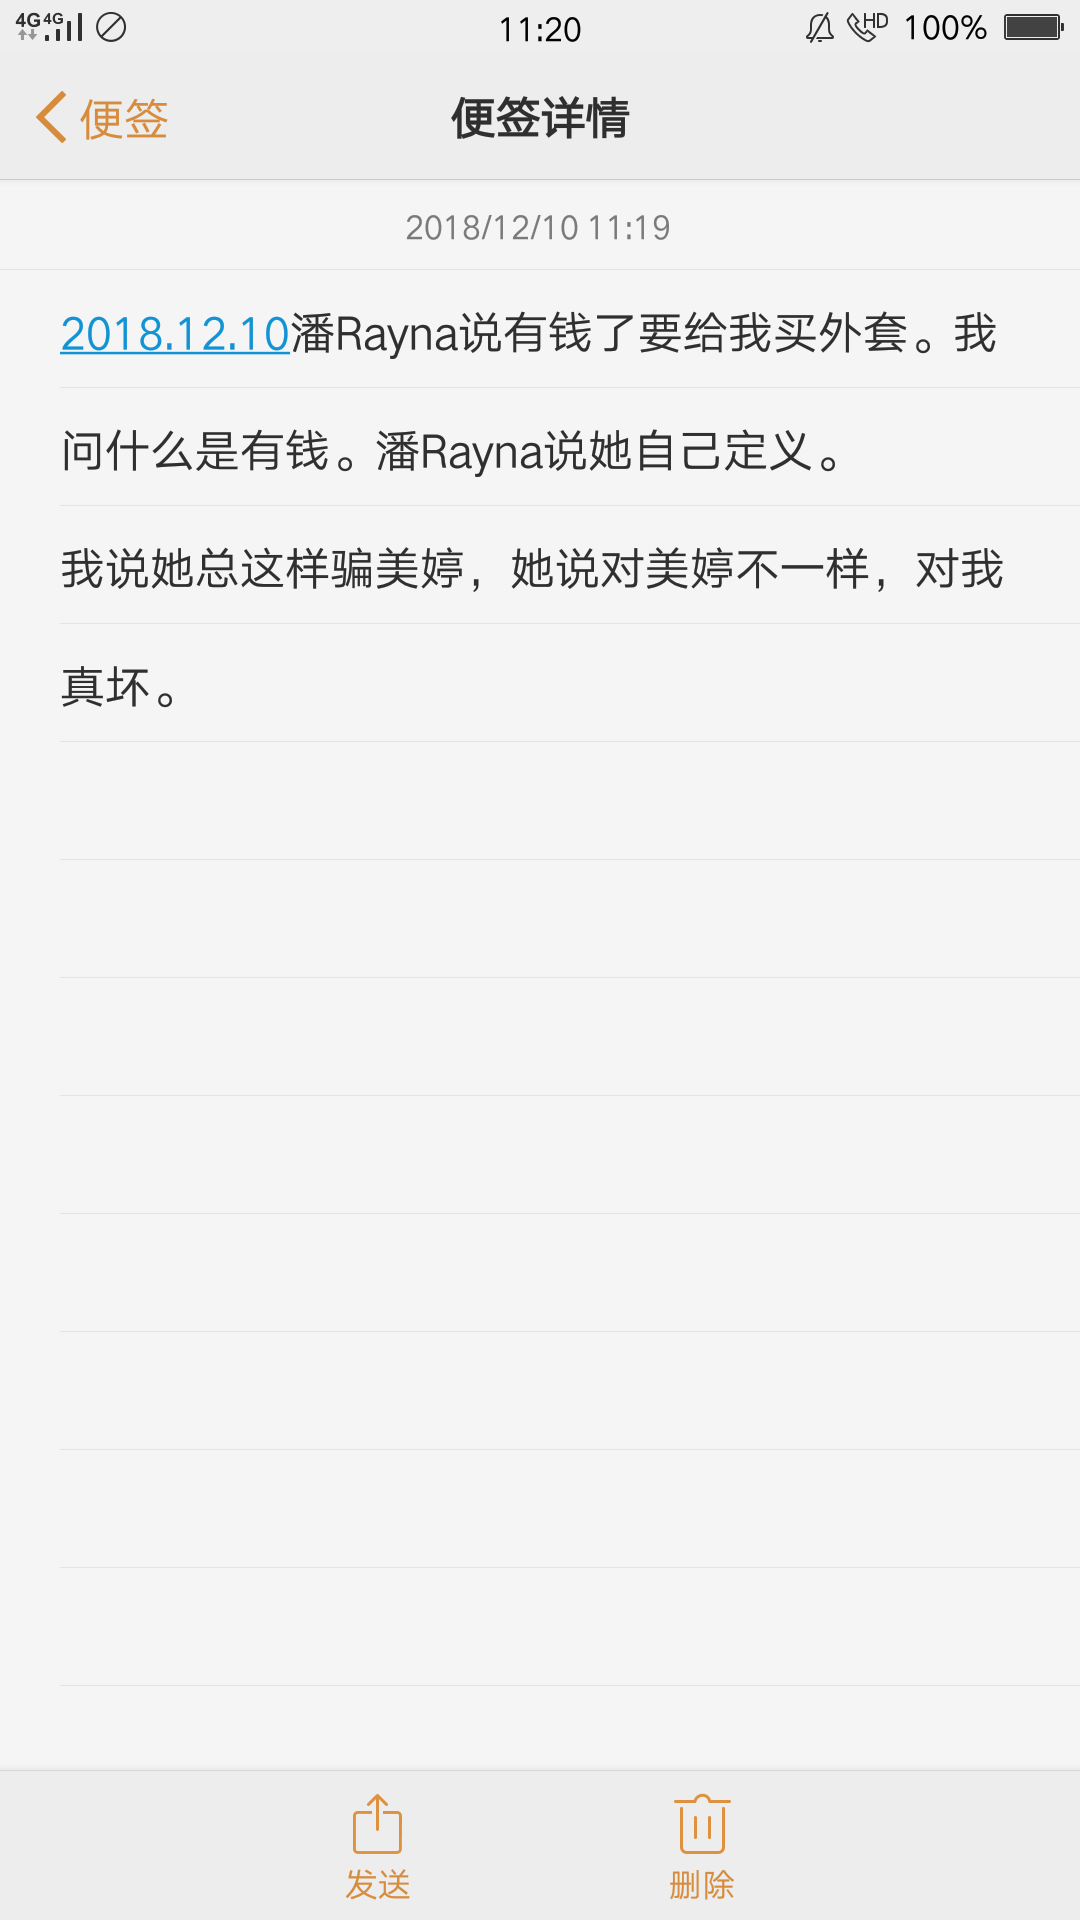 4G 4G 11:20 HD 100%
便签 便签详情
2018/12/10 11:19
2018.12.10潘Rayna说有钱了要给我买外套。我
问什么是有钱。潘Rayna说她自己定义。
我说她总这样骗美婷，她说对美婷不一样，对我
真坏。
发送 删除